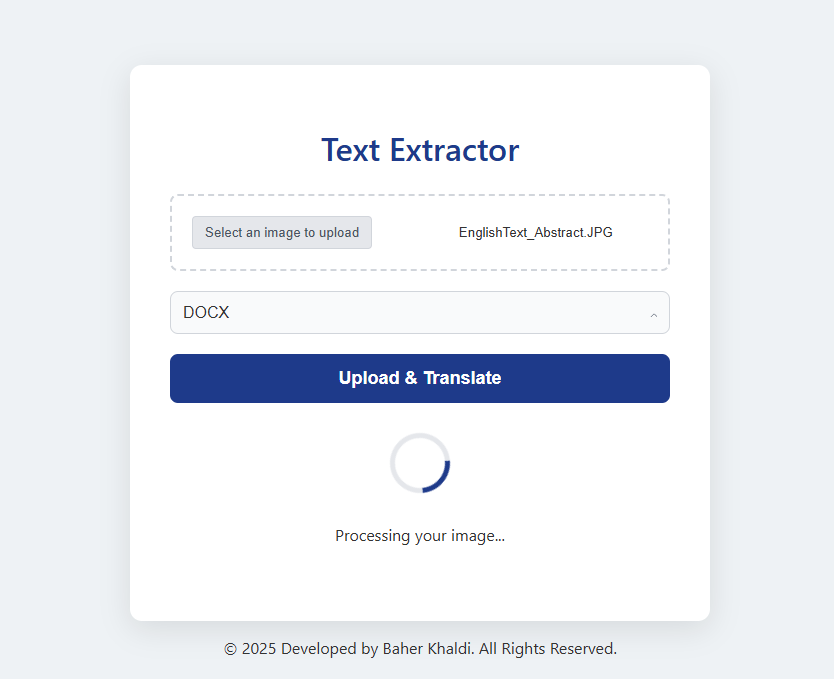 Text Extractor
Select an image to upload EnglishText_Abstract.JPG
DOCX
Upload & Translate
Processing your image...
© 2025 Developed by Baher Khaldi. All Rights Reserved.